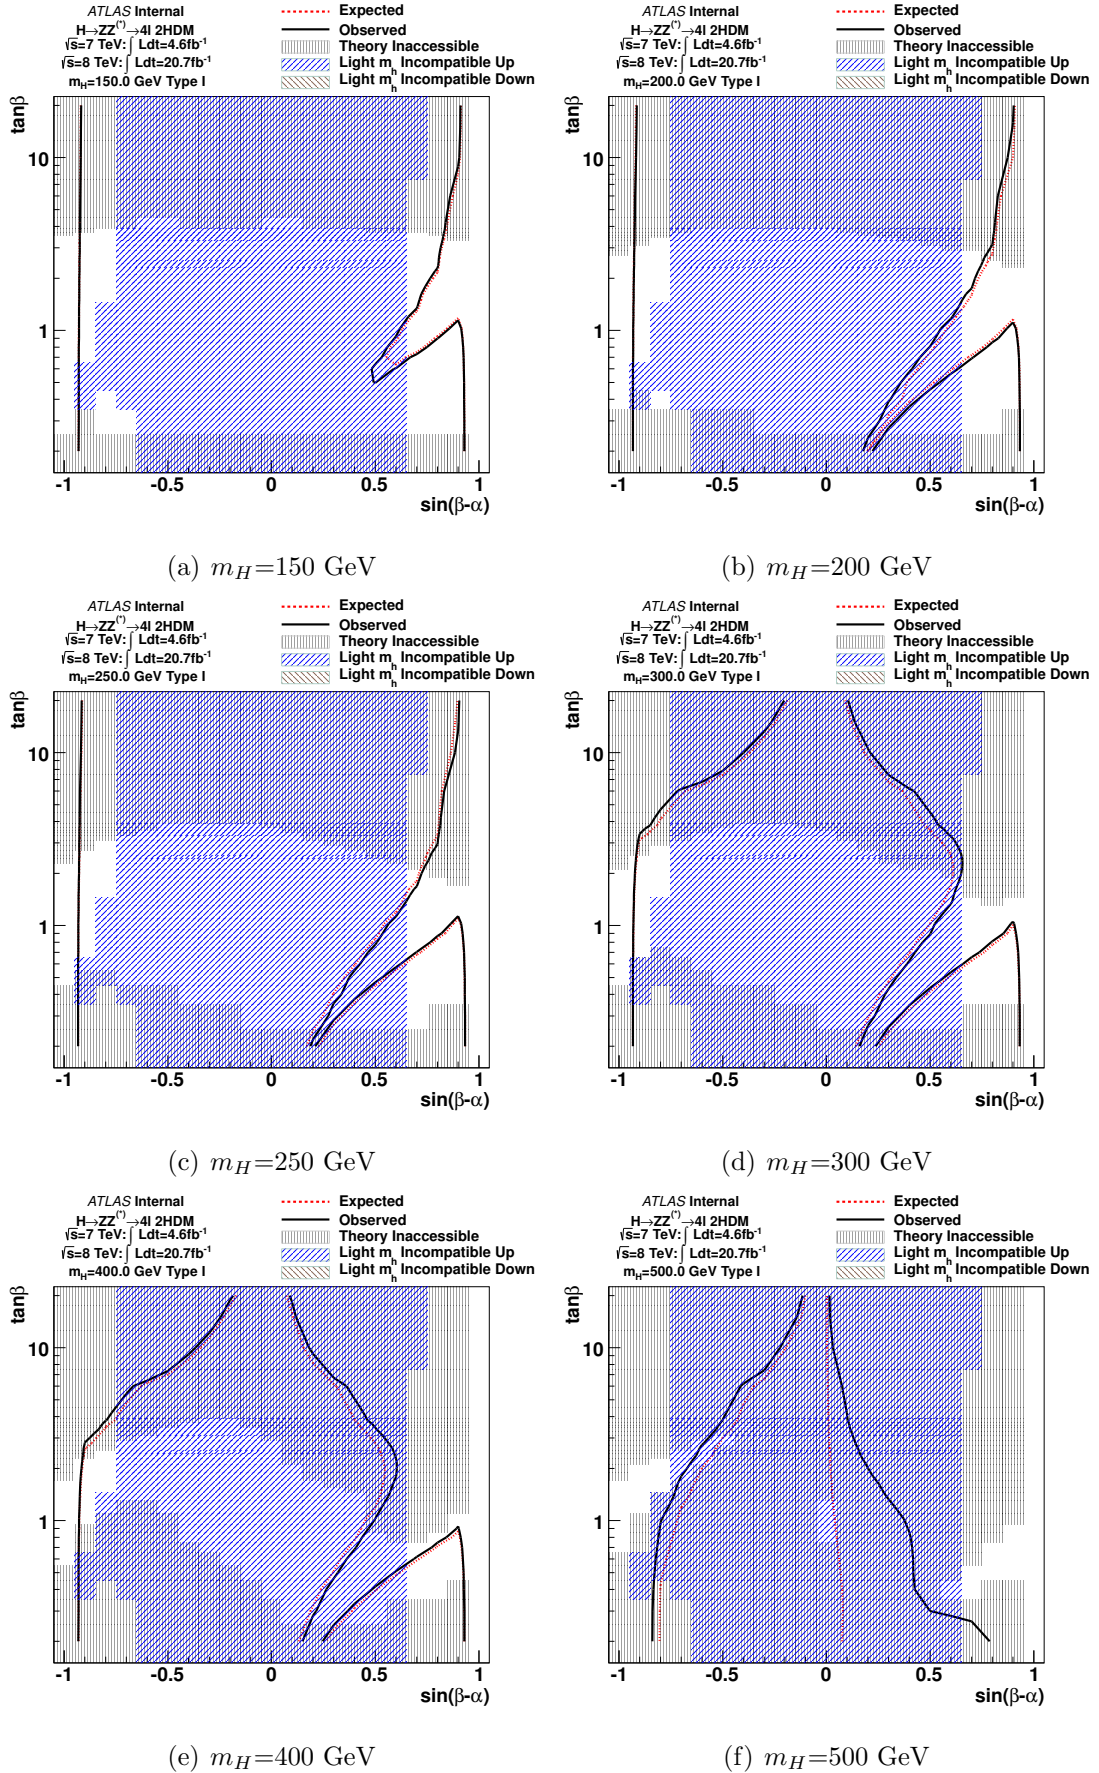 ATLAS Internal
H→ZZ(*)→4l 2HDM
√s=7 TeV:∫ Ldt=4.6fb-1
√s=8 TeV:∫ Ldt=20.7fb-1
mH=150.0 GeV Type I
Expected
Observed
Theory Inaccessible
Light mh Incompatible Up
Light mh Incompatible Down
tanβ
10
1
-1 -0.5 0 0.5 1
sin(β-α)
(a) mH=150 GeV
ATLAS Internal
H→ZZ(*)→4l 2HDM
√s=7 TeV:∫ Ldt=4.6fb-1
√s=8 TeV:∫ Ldt=20.7fb-1
mH=200.0 GeV Type I
Expected
Observed
Theory Inaccessible
Light mh Incompatible Up
Light mh Incompatible Down
tanβ
10
1
-1 -0.5 0 0.5 1
sin(β-α)
(b) mH=200 GeV
ATLAS Internal
H→ZZ(*)→4l 2HDM
√s=7 TeV:∫ Ldt=4.6fb-1
√s=8 TeV:∫ Ldt=20.7fb-1
mH=250.0 GeV Type I
Expected
Observed
Theory Inaccessible
Light mh Incompatible Up
Light mh Incompatible Down
tanβ
10
1
-1 -0.5 0 0.5 1
sin(β-α)
(c) mH=250 GeV
ATLAS Internal
H→ZZ(*)→4l 2HDM
√s=7 TeV:∫ Ldt=4.6fb-1
√s=8 TeV:∫ Ldt=20.7fb-1
mH=300.0 GeV Type I
Expected
Observed
Theory Inaccessible
Light mh Incompatible Up
Light mh Incompatible Down
tanβ
10
1
-1 -0.5 0 0.5 1
sin(β-α)
(d) mH=300 GeV
ATLAS Internal
H→ZZ(*)→4l 2HDM
√s=7 TeV:∫ Ldt=4.6fb-1
√s=8 TeV:∫ Ldt=20.7fb-1
mH=400.0 GeV Type I
Expected
Observed
Theory Inaccessible
Light mh Incompatible Up
Light mh Incompatible Down
tanβ
10
1
-1 -0.5 0 0.5 1
sin(β-α)
(e) mH=400 GeV
ATLAS Internal
H→ZZ(*)→4l 2HDM
√s=7 TeV:∫ Ldt=4.6fb-1
√s=8 TeV:∫ Ldt=20.7fb-1
mH=500.0 GeV Type I
Expected
Observed
Theory Inaccessible
Light mh Incompatible Up
Light mh Incompatible Down
tanβ
10
1
-1 -0.5 0 0.5 1
sin(β-α)
(f) mH=500 GeV